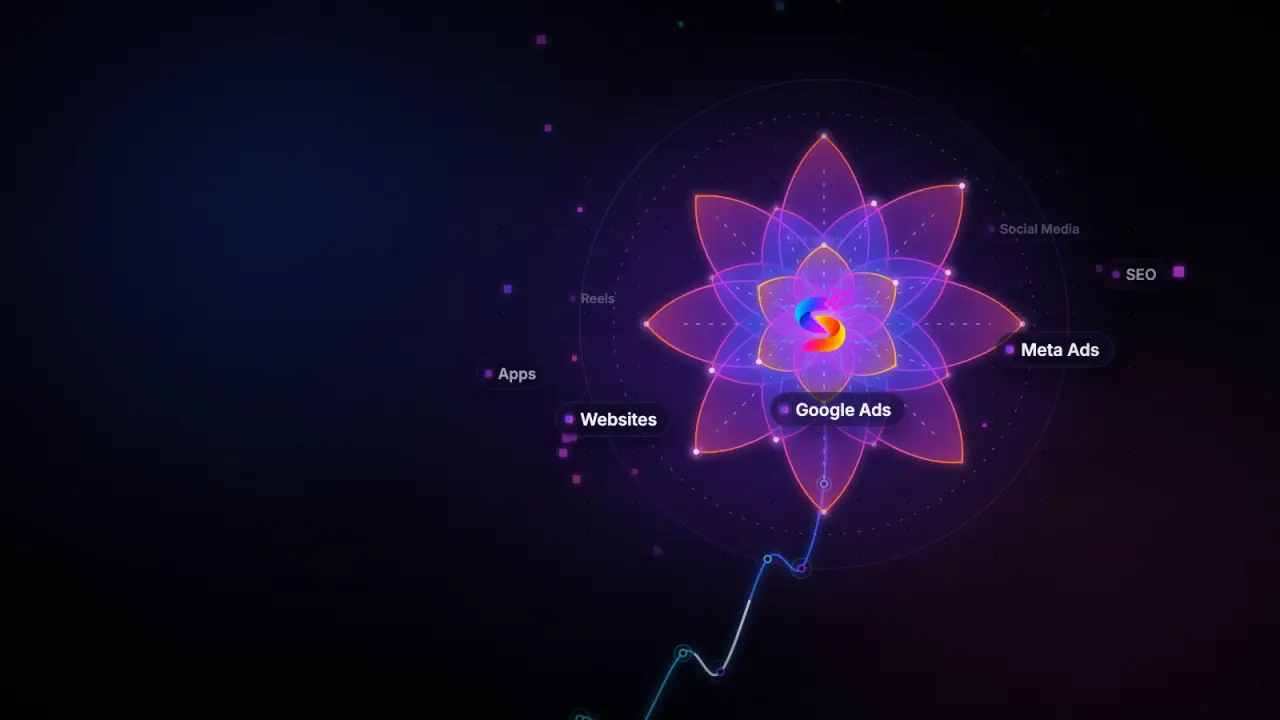 Social Media
SEO
Reels
Meta Ads
Apps
Google Ads
Websites